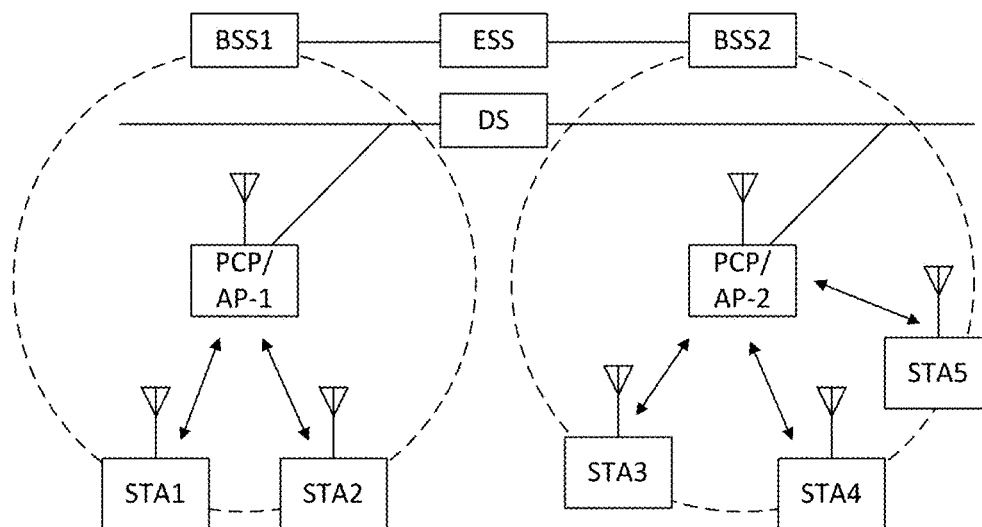 BSS1
ESS
BSS2
DS
PCP/
AP-1
PCP/
AP-2
STA5
STA3
STA1
STA2
STA4